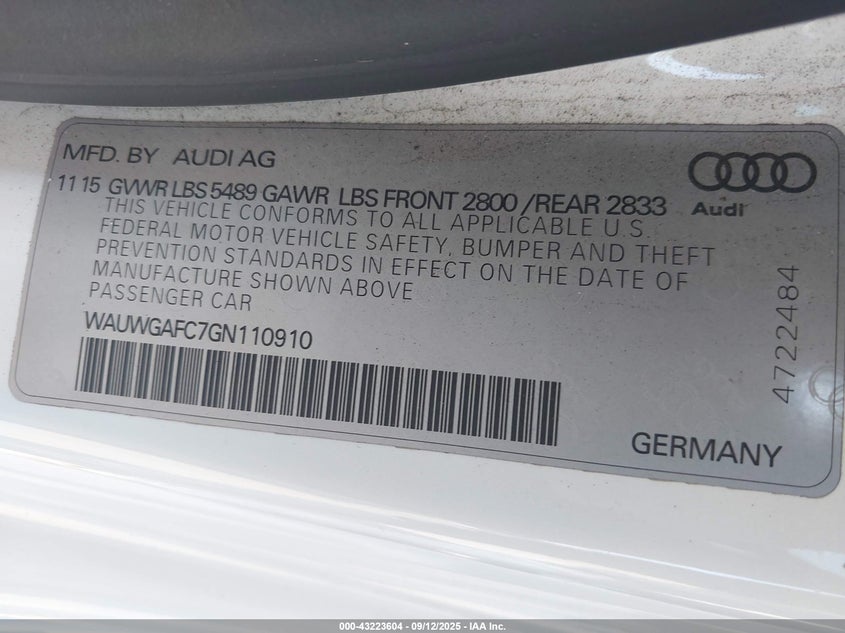 MFD. BY AUDI AG
11 15 GVWR LBS 5489 GAWR LBS FRONT 2800 / REAR 2833
Audi
THIS VEHICLE CONFORMS TO ALL APPLICABLE U.S.
FEDERAL MOTOR VEHICLE SAFETY, BUMPER AND THEFT
PREVENTION STANDARDS IN EFFECT ON THE DATE OF
MANUFACTURE SHOWN ABOVE
PASSENGER CAR
WAUWGAFC7GN110910
4722484
GERMANY
000-43223604 - 09/12/2025 - IAA Inc.